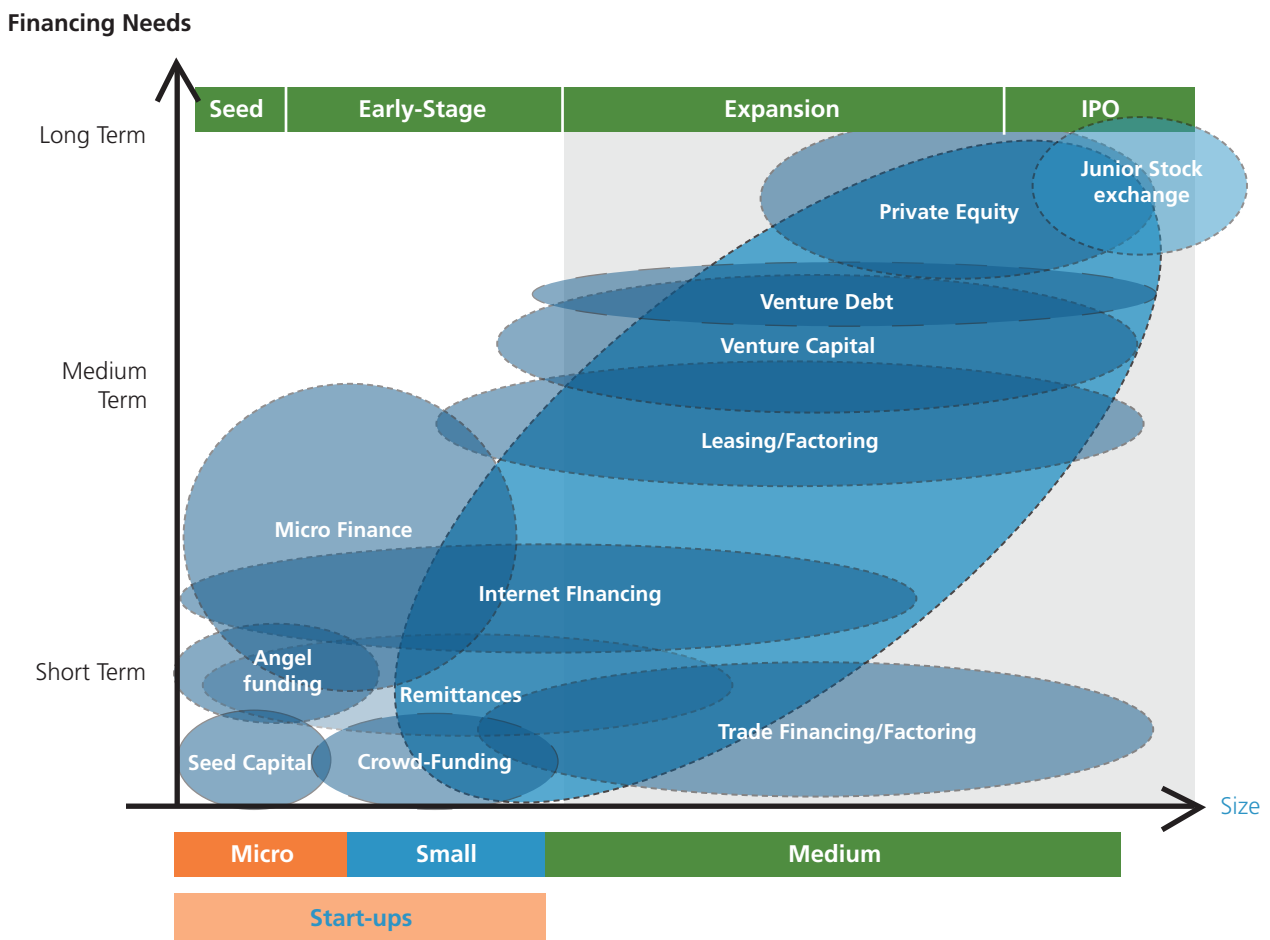 Financing Needs
Seed
Early-Stage
Expansion
IPO
Long Term
Junior Stock
exchange
Private Equity
Venture Debt
Venture Capital
Medium
Term
Leasing/Factoring
Micro Finance
Internet FInancing
Short Term
Angel
funding
Remittances
Trade Financing/Factoring
Seed Capital
Crowd-Funding
Size
Micro
Small
Medium
Start-ups